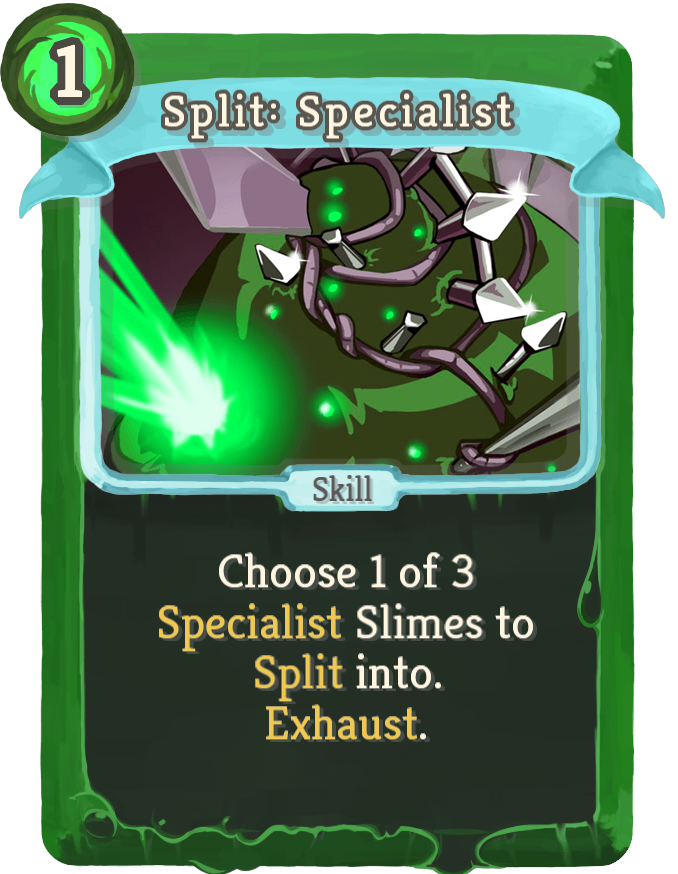 1
Split: Specialist
Skill
Choose 1 of 3
Specialist Slimes to
Split into.
Exhaust.